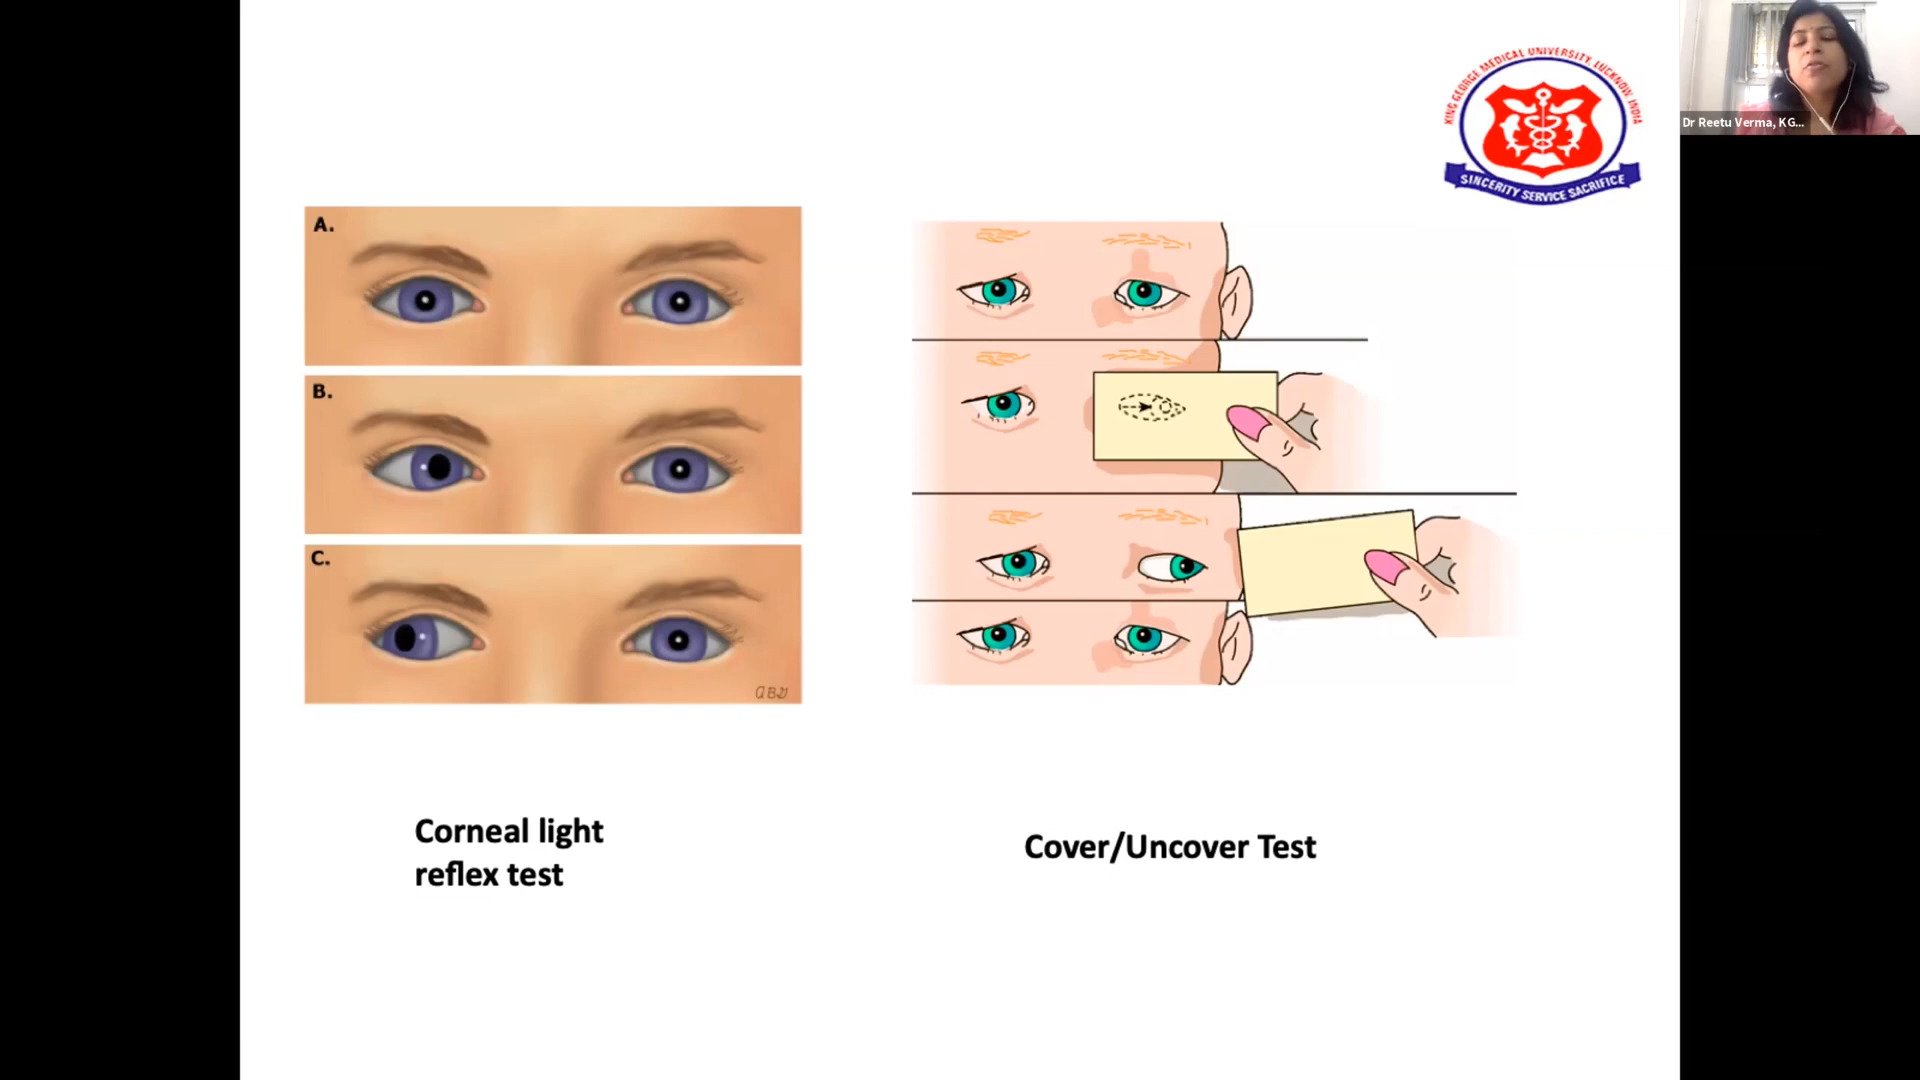 KING GEORGE MEDICAL UNIVERSITY, LUCKNOW, INDIA
SINCERITY SERVICE SACRIFICE
Dr Reetu Verma, KG...
A.
B.
C.
Corneal light
reflex test
Cover/Uncover Test